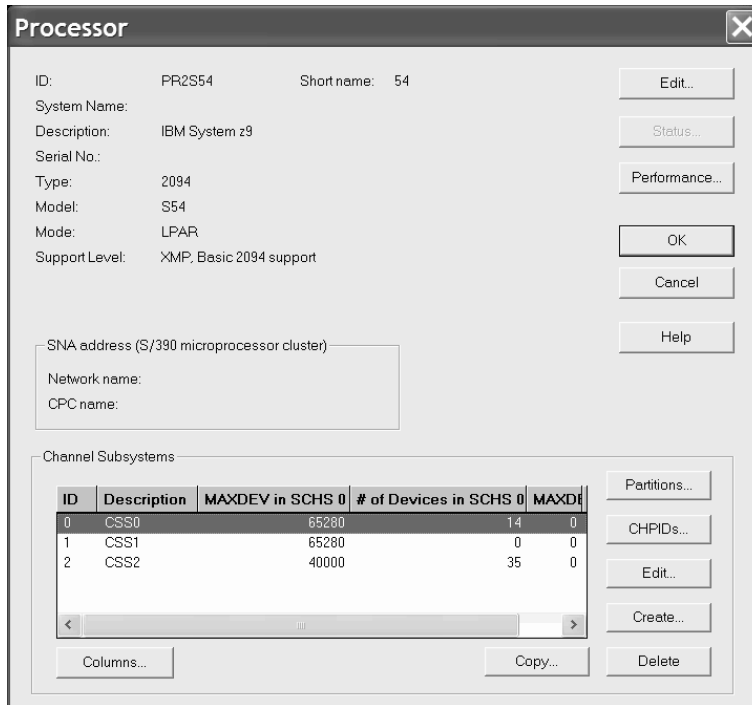 Processor
ID: PR2S54 Short name: 54
System Name:
Description: IBM System z9
Serial No.:
Type: 2094
Model: S54
Mode: LPAR
Support Level: XMP, Basic 2094 support
Edit...
Status...
Performance...
OK
Cancel
Help
SNA address (S/390 microprocessor cluster)
Network name:
CPC name:
Channel Subsystems
ID Description MAXDEV in SCHS 0 # of Devices in SCHS 0 MAXDE
0 CSS0 65280 14 0
1 CSS1 65280 0 0
2 CSS2 40000 35 0
Partitions...
CHPIDs...
Edit...
Create...
Columns... Copy... Delete